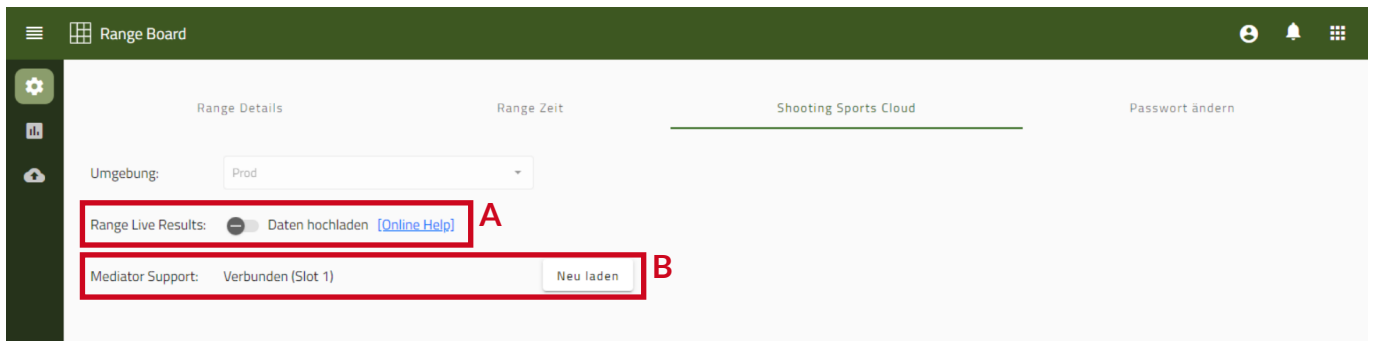 Range Board
Range Details
Range Zeit
Shooting Sports Cloud
Passwort ändern
Umgebung:
Prod
Range Live Results:
Daten hochladen
[Online Help]
A
Mediator Support:
Verbunden (Slot 1)
Neu laden
B